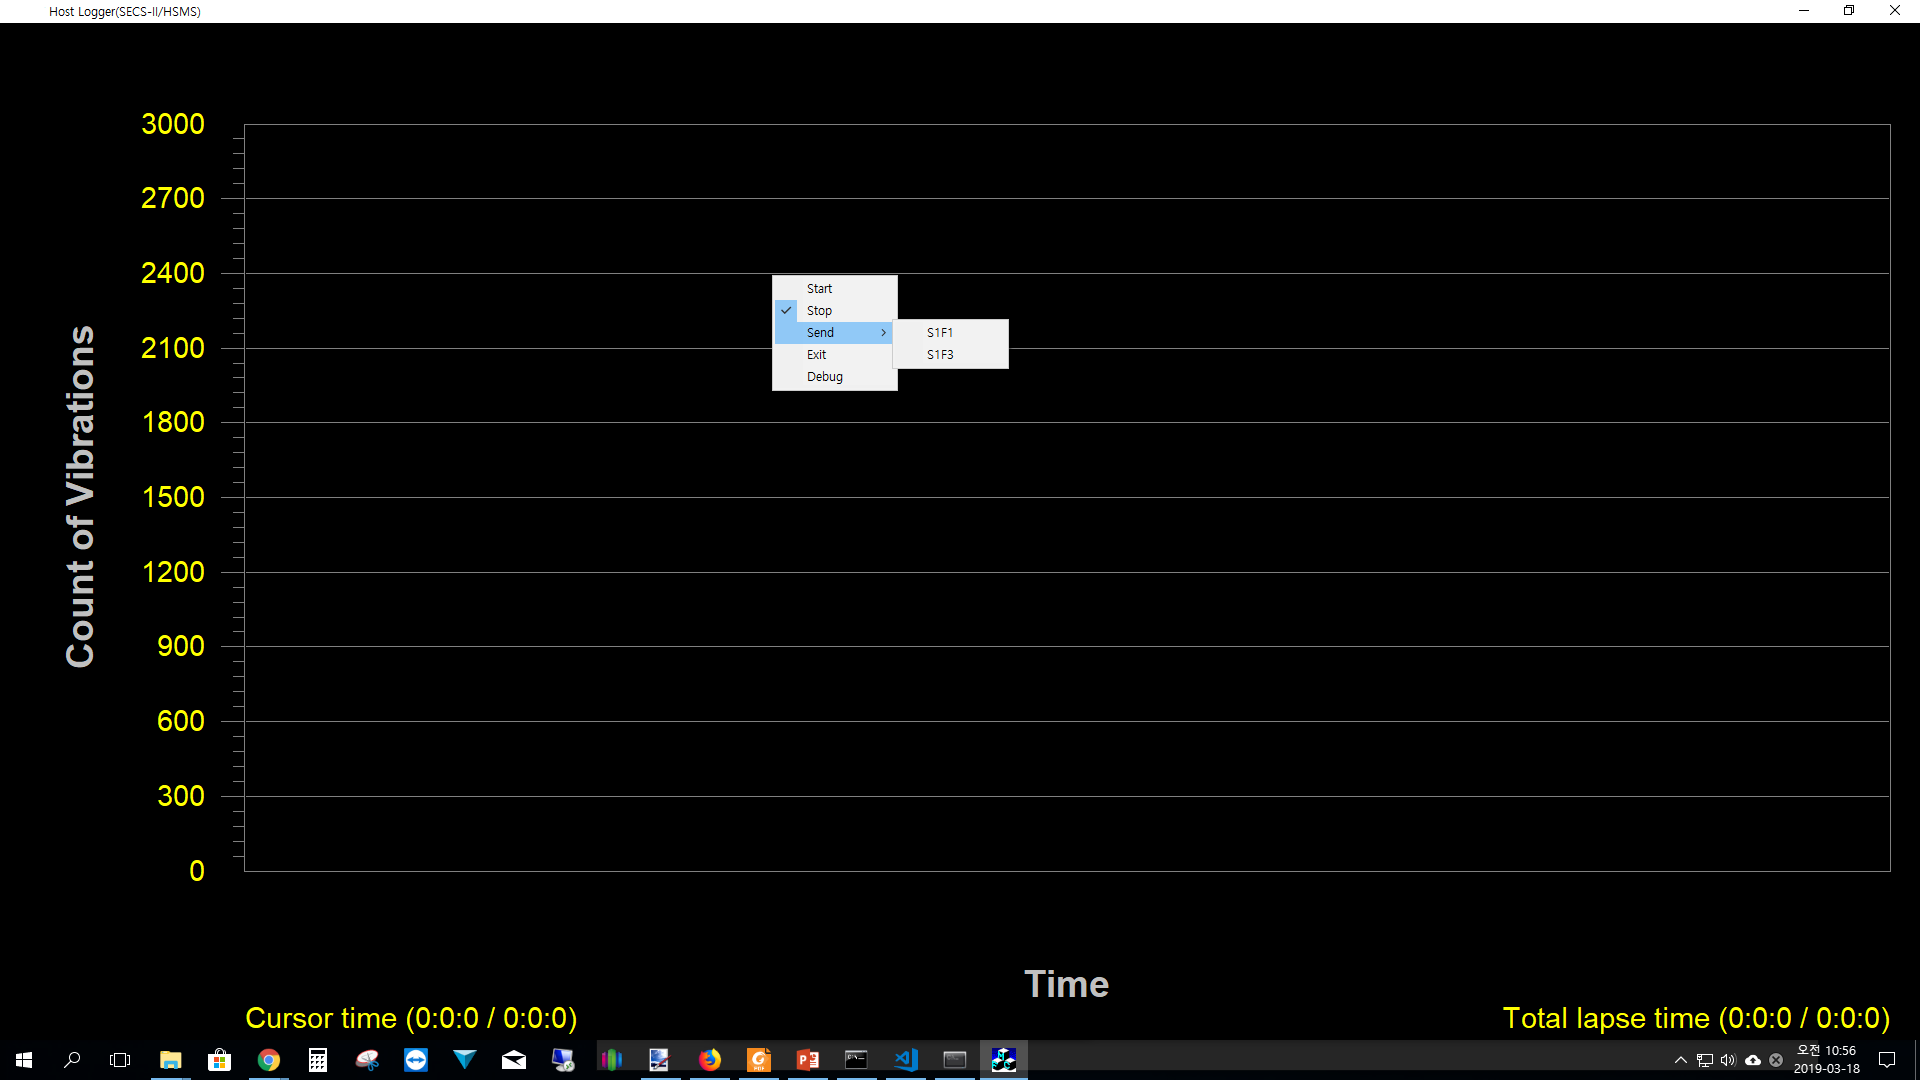 Host Logger(SECS-II/HSMS)
3000
2700
2400
2100
1800
1500
1200
900
600
300
0
Count of Vibrations
Start
Stop
Send
Exit
Debug
S1F1
S1F3
Time
Cursor time (0:0:0 / 0:0:0)
Total lapse time (0:0:0 / 0:0:0)
오전 10:56
2019-03-18